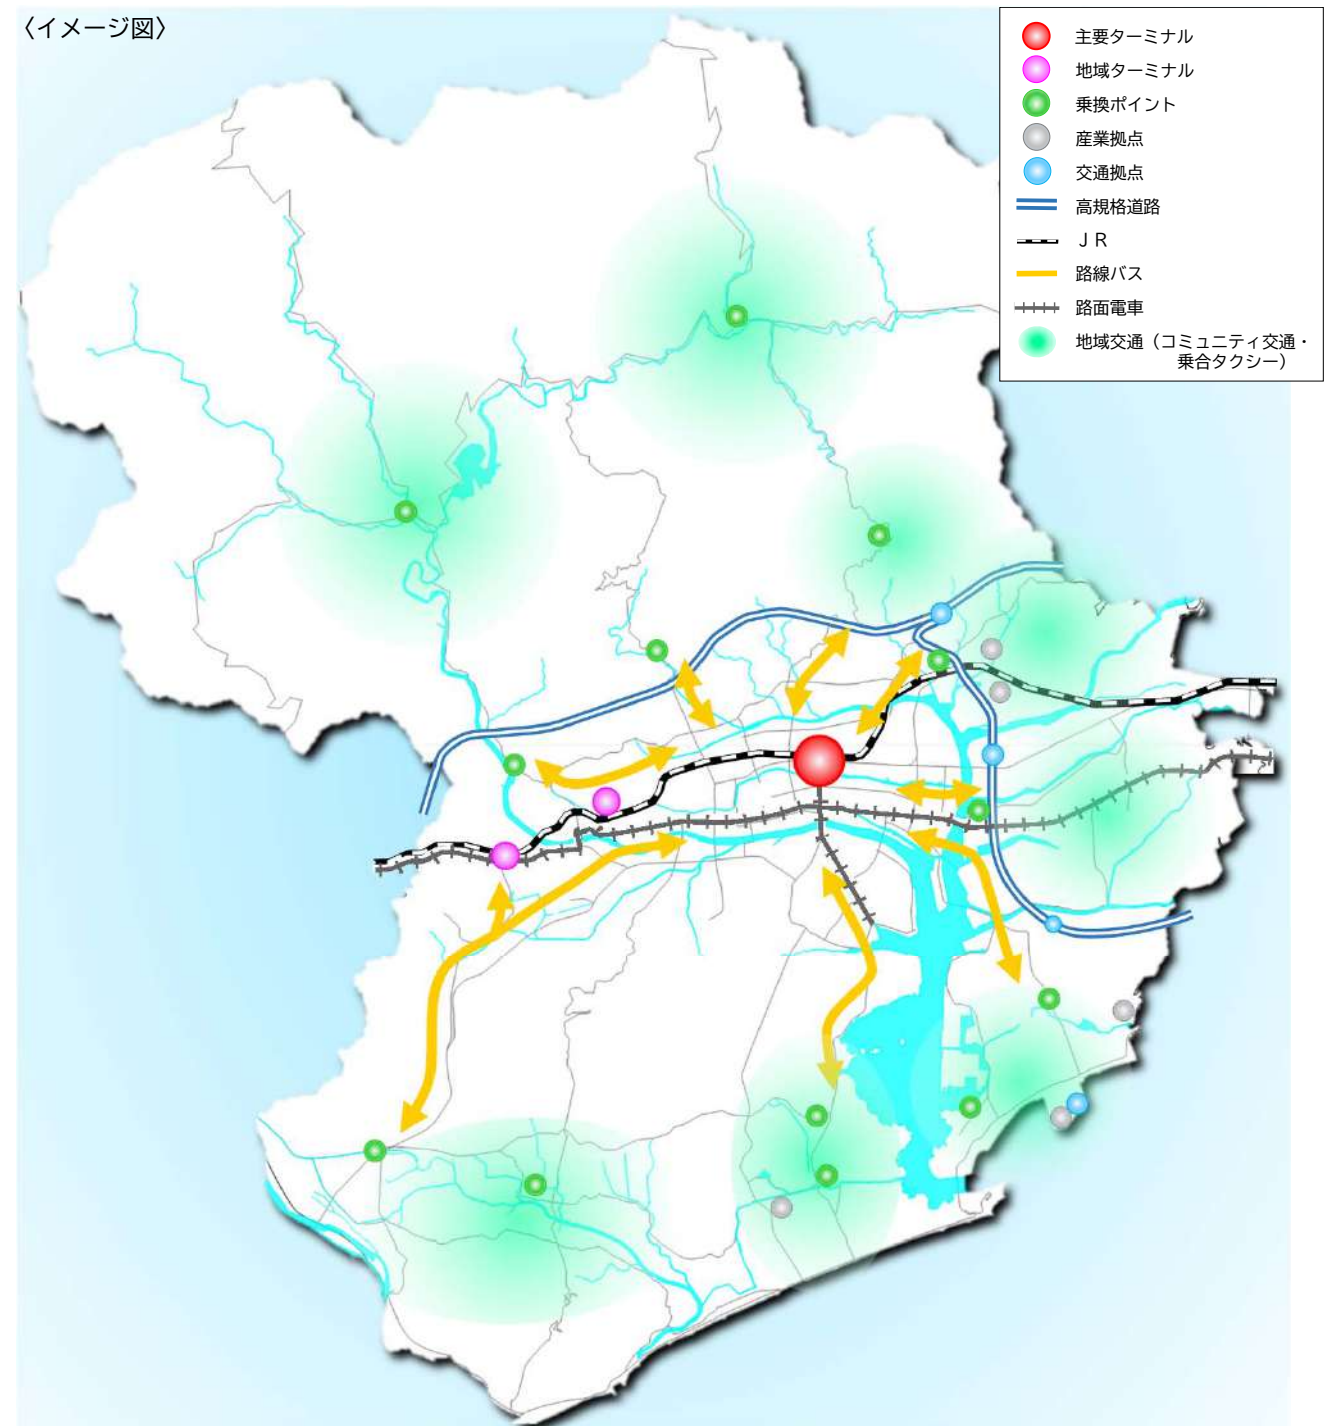 〈イメージ図〉
主要ターミナル
地域ターミナル
乗換ポイント
産業拠点
交通拠点
高規格道路
ＪＲ
路線バス
路面電車
地域交通（コミュニティ交通・
乗合タクシー）